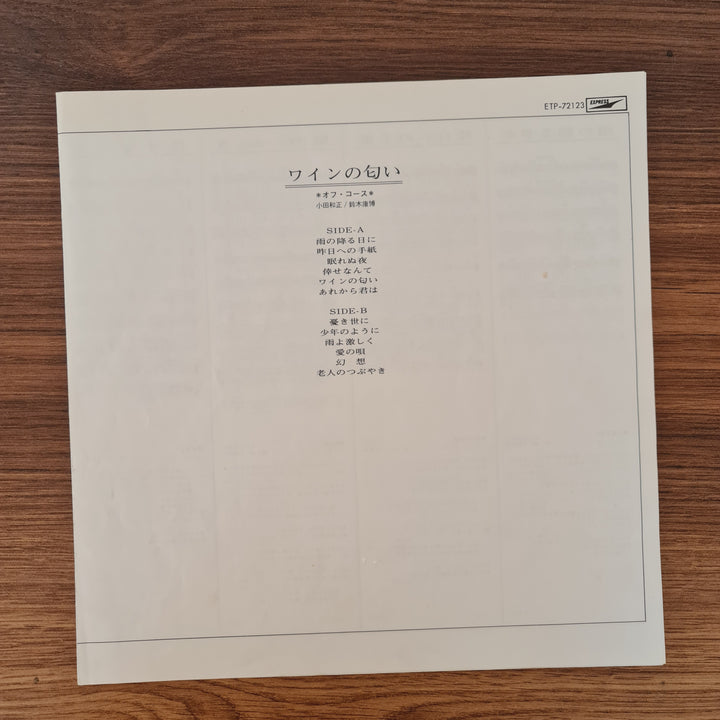 ETP-72123 EXPRESS
ワインの匂い
*オフ・コース*
小田和正/鈴木康博
SIDE-A
雨の降る日に
昨日への手紙
眠れぬ夜
倖せなんて
ワインの匂い
あれから君は
SIDE-B
憂き世に
少年のように
雨よ激しく
愛の唄
幻 想
老人のつぶやき